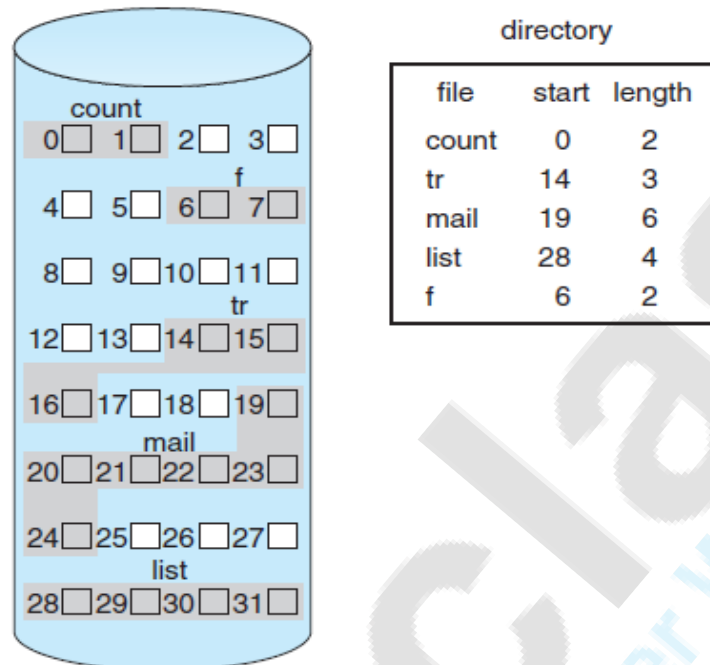 directory
file start length
count 0 2
tr 14 3
mail 19 6
list 28 4
f 6 2
count
0 1 2 3
f
4 5 6 7
8 9 10 11
tr
12 13 14 15
16 17 18 19
mail
20 21 22 23
24 25 26 27
list
28 29 30 31